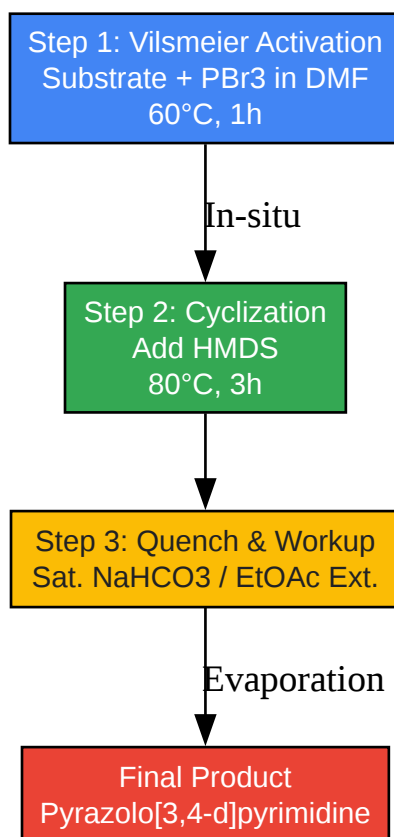 Step 1: Vilsmeier Activation
Substrate + PBr3 in DMF
60°C, 1h
In-situ
Step 2: Cyclization
Add HMDS
80°C, 3h
Step 3: Quench & Workup
Sat. NaHCO3 / EtOAc Ext.
Evaporation
Final Product
Pyrazolo[3,4-d]pyrimidine